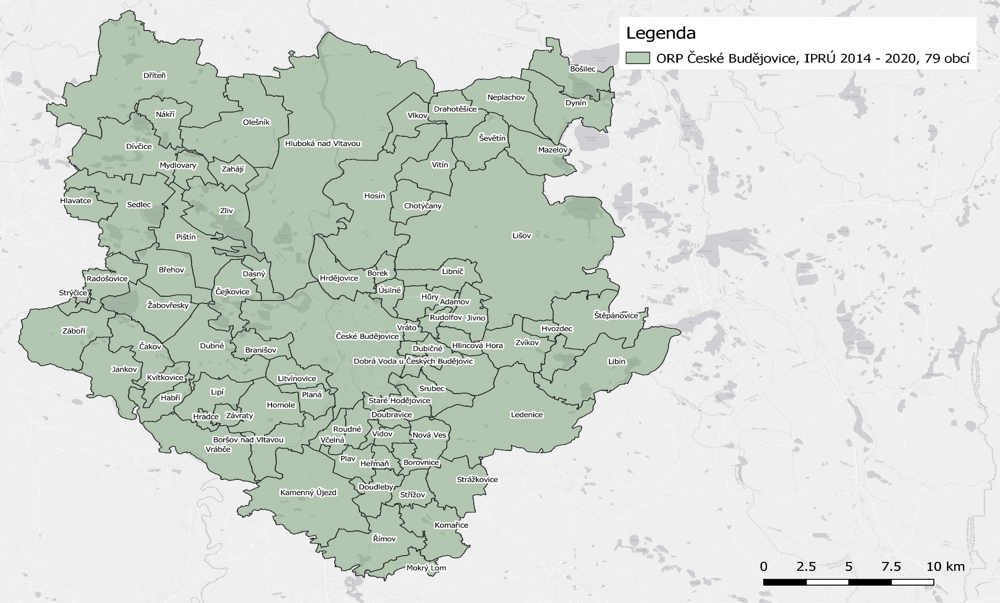 Legenda
ORP České Budějovice, IPRÚ 2014 - 2020, 79 obcí
Bošilec
Dříteň
Neplachov
Dynín
Drahotěšice
Nákří
Vlkov
Olešník
Ševětín
Hluboká nad Vltavou
Dívčice
Mazelov
Mydlovary
Vitín
Zahájí
Hosín
Hlavatce
Sedlec
Chotýčany
Zliv
Lišov
Pištín
Břehov
Libníč
Borek
Dasný
Radošovice
Hrdějovice
Úsilné
Čejkovice
Strýčice
Hůry
Adamov
Žabovřesky
Štěpánovice
Rudolfov
Jivno
Vráto
Hvozdec
Záboří
České Budějovice
Zvíkov
Dubné
Hlincová Hora
Čakov
Dubičné
Branišov
Dobrá Voda u Českých Budějovic
Libín
Jankov
Kvítkovice
Litvínovice
Srubec
Lipí
Planá
Habří
Staré Hodějovice
Homole
Doubravice
Ledenice
Závraty
Hradce
Roudné
Vidov
Nová Ves
Boršov nad Vltavou
Včelná
Vrábče
Plav
Heřmaň
Borovnice
Strážkovice
Doudleby
Kamenný Újezd
Střížov
Komařice
Římov
Mokrý Lom
0 2.5 5 7.5 10 km